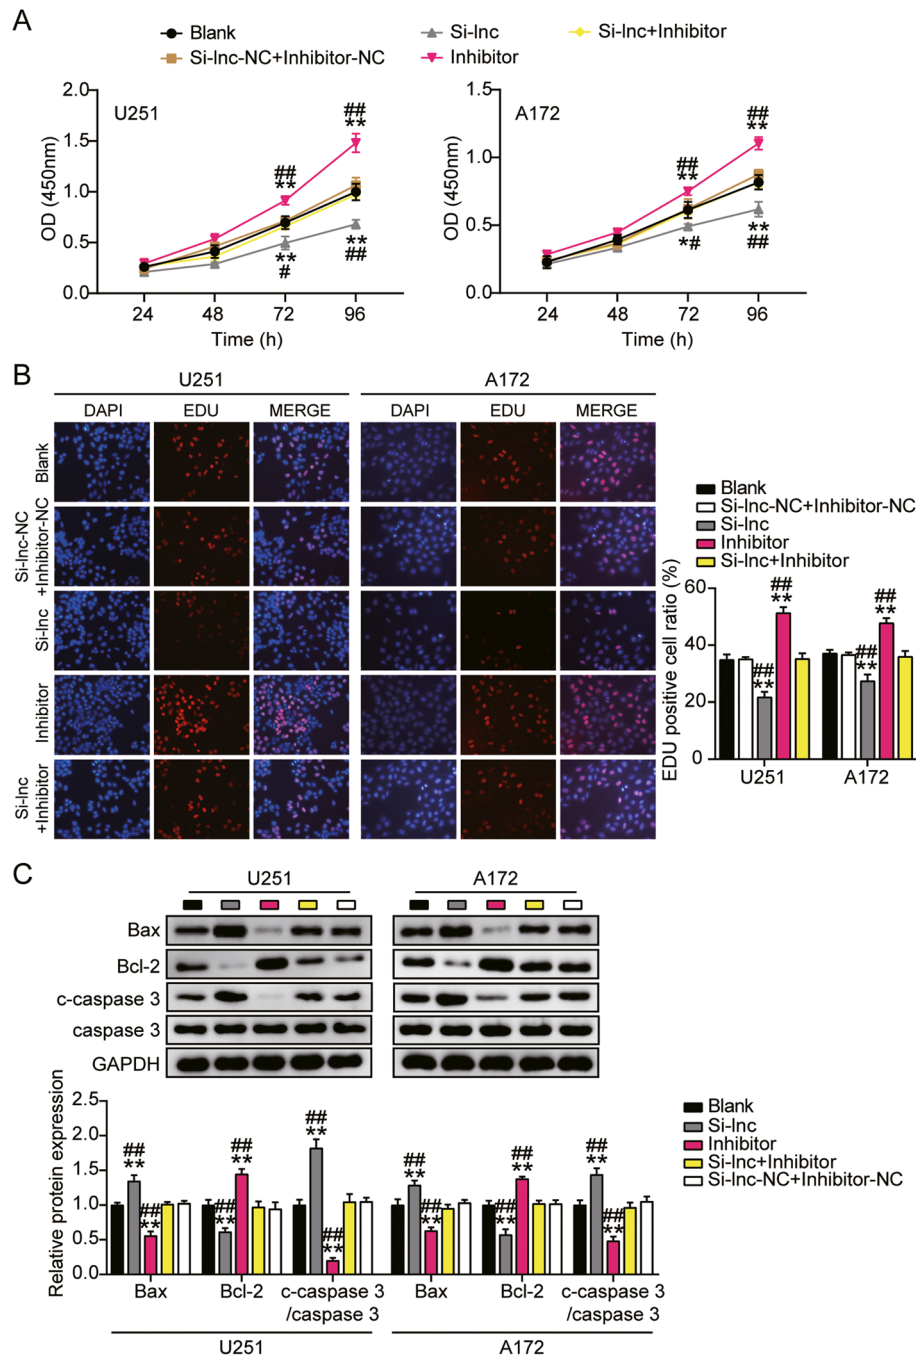 A
Blank
Si-lnc
Si-lnc+Inhibitor
Si-lnc-NC+Inhibitor-NC
Inhibitor
U251
OD (450nm)
2.0
1.5
1.0
0.5
0.0
##
**
##
**
**
#
**
##
24 48 72 96
Time (h)
A172
OD (450nm)
1.5
1.0
0.5
0.0
##
**
##
**
*#
**
##
24 48 72 96
Time (h)
B
U251
A172
DAPI EDU MERGE DAPI EDU MERGE
Blank
Si-lnc-NC
+Inhibitor-NC
Si-lnc
Inhibitor
Si-lnc
+Inhibitor
Blank
Si-lnc-NC+Inhibitor-NC
Si-lnc
Inhibitor
Si-lnc+Inhibitor
EDU positive cell ratio (%)
60
40
20
0
##
**
##
**
##
**
##
**
U251 A172
C
U251
A172
Bax
Bcl-2
c-caspase 3
caspase 3
GAPDH
Relative protein expression
2.5
2.0
1.5
1.0
0.5
0.0
##
**
##
**
##
**
##
**
##
**
##
**
##
**
##
**
##
**
##
**
##
**
##
**
Bax Bcl-2 c-caspase 3
/caspase 3
Bax Bcl-2 c-caspase 3
/caspase 3
U251
A172
Blank
Si-lnc
Inhibitor
Si-lnc+Inhibitor
Si-lnc-NC+Inhibitor-NC